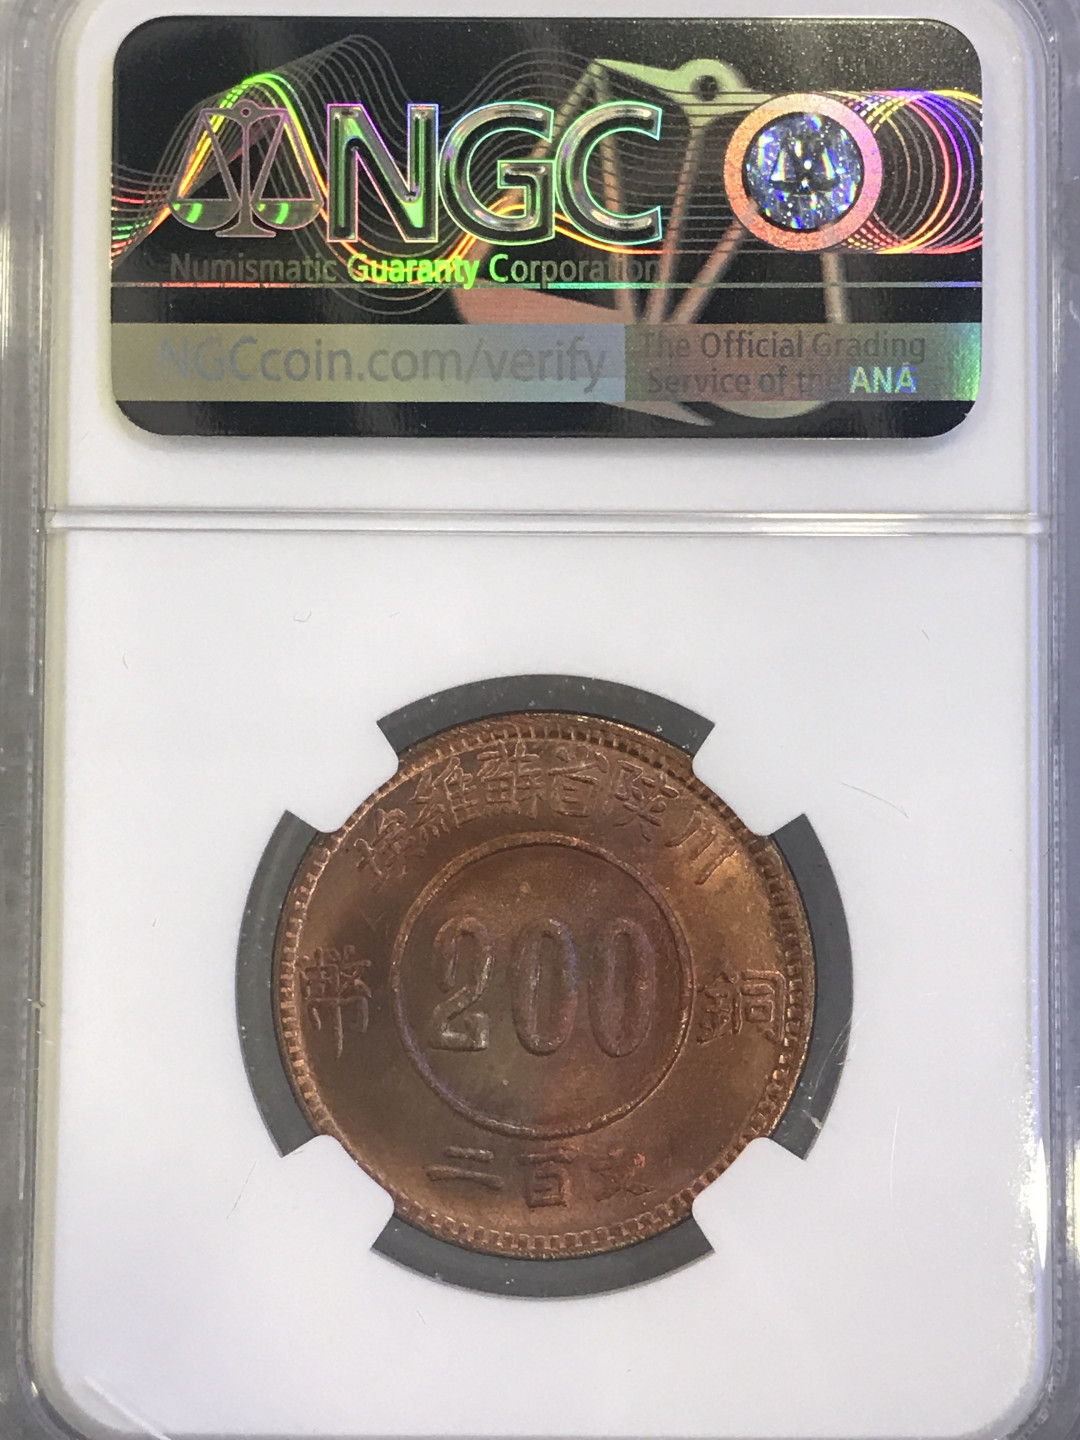 NGC
Numismatic Guaranty Corporation
NGCcoin.com/verify
The Official Grading
Service of the ANA
川陝省蘇維埃
200
銅
幣
二百文